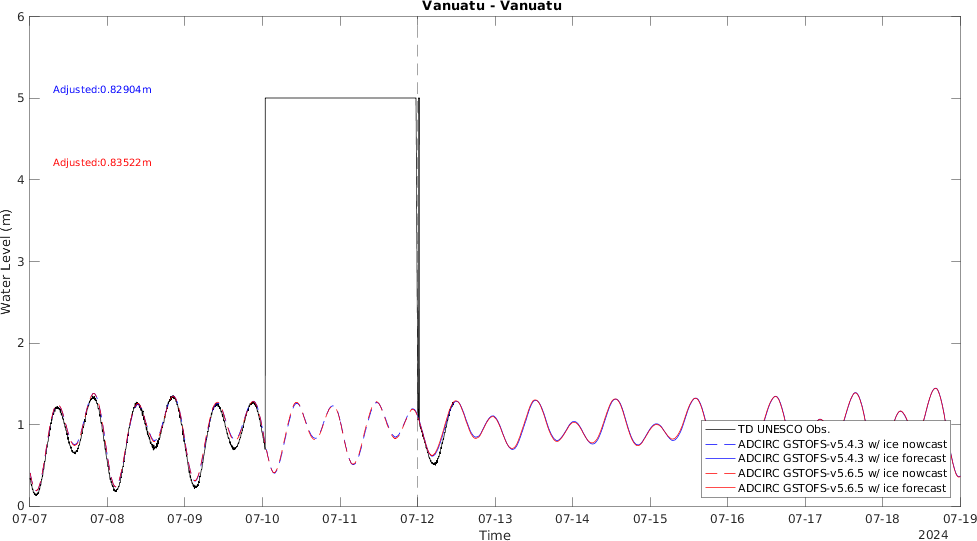 Vanuatu - Vanuatu
6
5
4
3
2
1
0
Water Level (m)
Adjusted:0.82904m
Adjusted:0.83522m
TD UNESCO Obs.
ADCIRC GSTOFS-v5.4.3 w/ ice nowcast
ADCIRC GSTOFS-v5.4.3 w/ ice forecast
ADCIRC GSTOFS-v5.6.5 w/ ice nowcast
ADCIRC GSTOFS-v5.6.5 w/ ice forecast
07-07 07-08 07-09 07-10 07-11 07-12 07-13 07-14 07-15 07-16 07-17 07-18 07-19
Time
2024